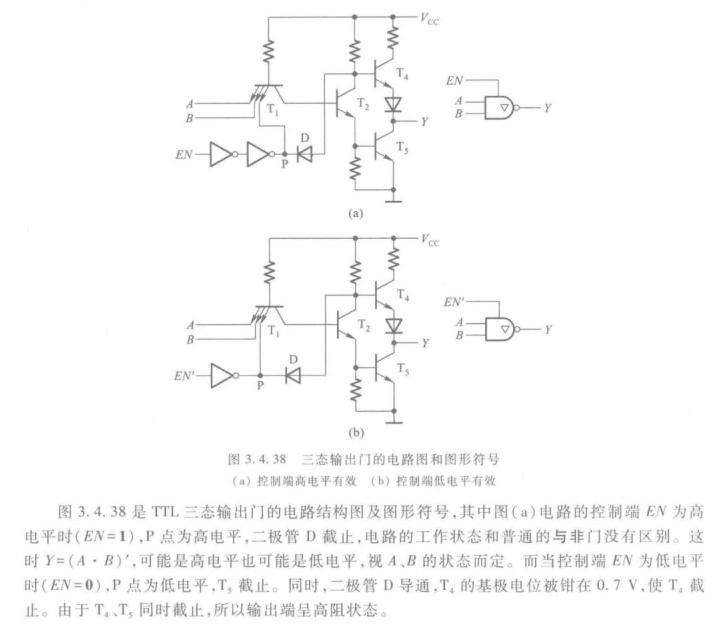 V_CC
T_4
EN
A
T_1
T_2
A
Y
B
B
Y
D
T_5
EN
P
(a)
V_CC
T_4
EN'
A
T_1
T_2
A
Y
B
B
Y
D
T_5
EN'
P
(b)
图 3.4.38 三态输出门的电路图和图形符号
(a) 控制端高电平有效 (b) 控制端低电平有效
图 3.4.38 是 TTL 三态输出门的电路结构图及图形符号,其中图(a)电路的控制端 EN 为高
电平时(EN=1),P 点为高电平,二极管 D 截止,电路的工作状态和普通的与非门没有区别。这
时 Y=(A·B)',可能是高电平也可能是低电平,视 A、B 的状态而定。而当控制端 EN 为低电平
时(EN=0),P 点为低电平,T_5 截止。同时,二极管 D 导通,T_4 的基极电位被钳在 0.7 V,使 T_4 截
止。由于 T_4、T_5 同时截止,所以输出端呈高阻状态。